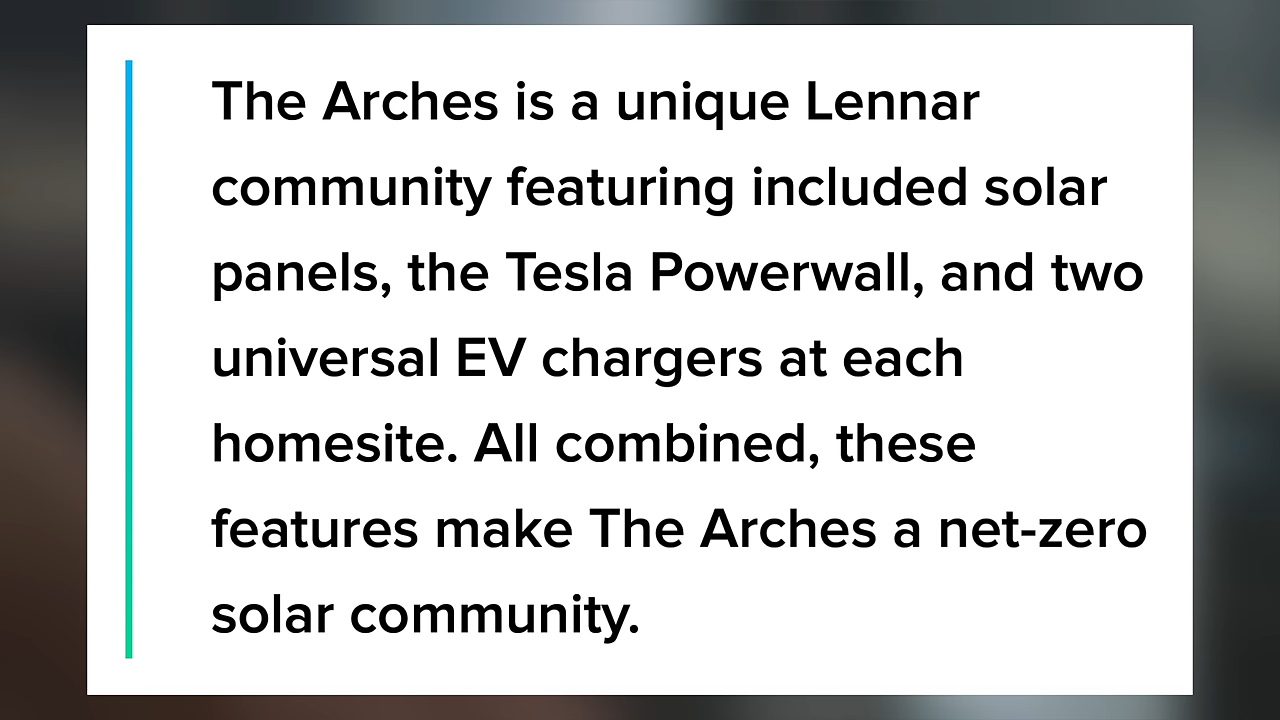 The Arches is a unique Lennar
community featuring included solar
panels, the Tesla Powerwall, and two
universal EV chargers at each
homesite. All combined, these
features make The Arches a net-zero
solar community.